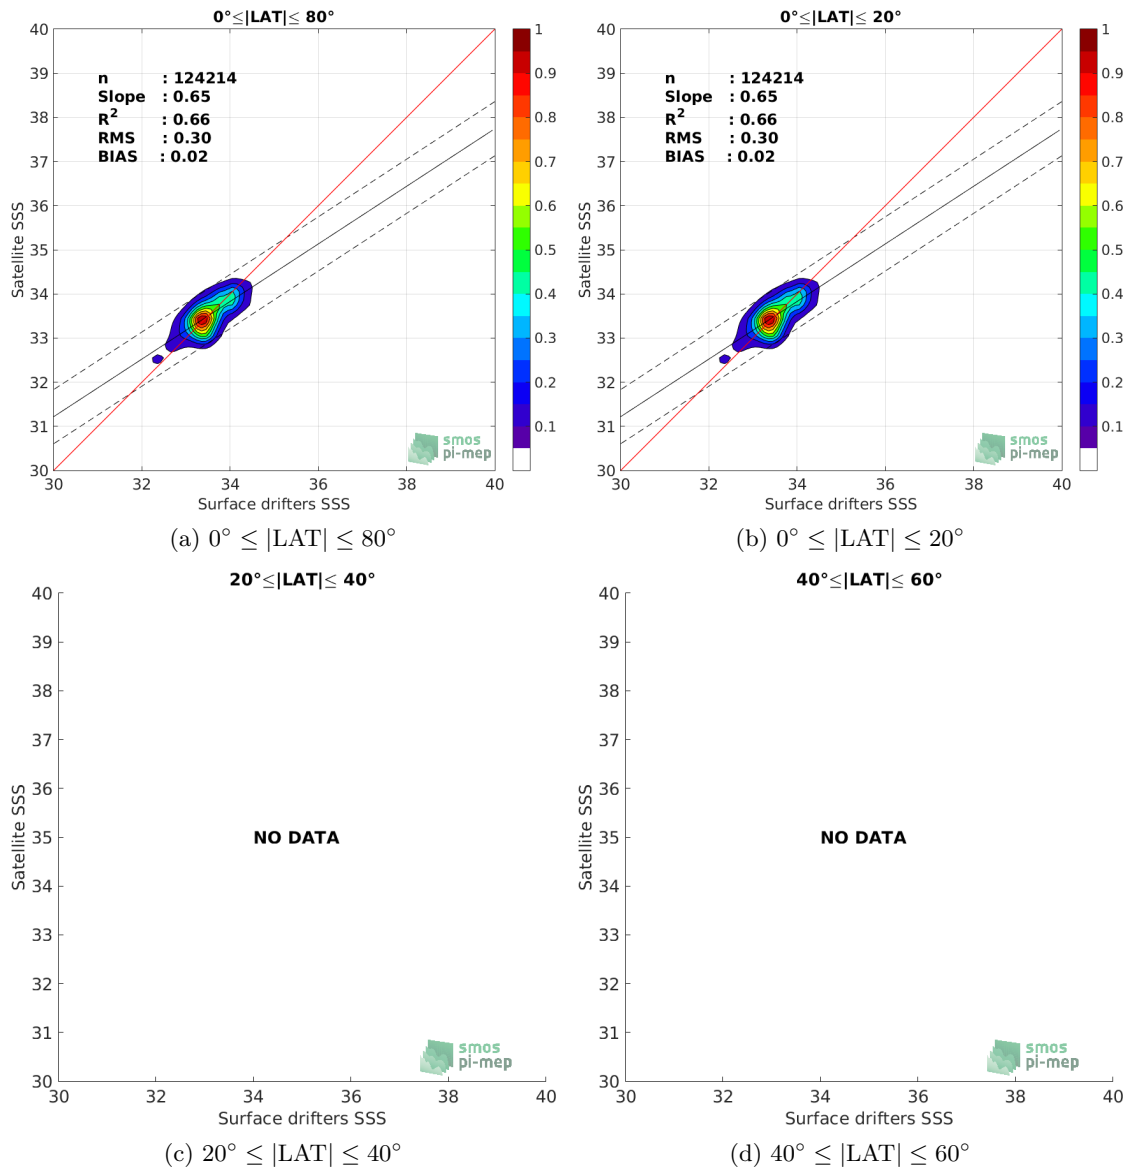 0°≤|LAT|≤ 80°
40
39
38
37
36
35
34
33
32
31
30
Satellite SSS
n : 124214
Slope : 0.65
R2 : 0.66
RMS : 0.30
BIAS : 0.02
smos
pi-mep
30 32 34 36 38 40
Surface drifters SSS
1
0.9
0.8
0.7
0.6
0.5
0.4
0.3
0.2
0.1
(a) 0° ≤ |LAT| ≤ 80°
0°≤|LAT|≤ 20°
40
39
38
37
36
35
34
33
32
31
30
Satellite SSS
n : 124214
Slope : 0.65
R2 : 0.66
RMS : 0.30
BIAS : 0.02
smos
pi-mep
30 32 34 36 38 40
Surface drifters SSS
1
0.9
0.8
0.7
0.6
0.5
0.4
0.3
0.2
0.1
(b) 0° ≤ |LAT| ≤ 20°
20°≤|LAT|≤ 40°
40
39
38
37
36
35
34
33
32
31
30
Satellite SSS
NO DATA
smos
pi-mep
30 32 34 36 38 40
Surface drifters SSS
(c) 20° ≤ |LAT| ≤ 40°
40°≤|LAT|≤ 60°
40
39
38
37
36
35
34
33
32
31
30
Satellite SSS
NO DATA
smos
pi-mep
30 32 34 36 38 40
Surface drifters SSS
(d) 40° ≤ |LAT| ≤ 60°